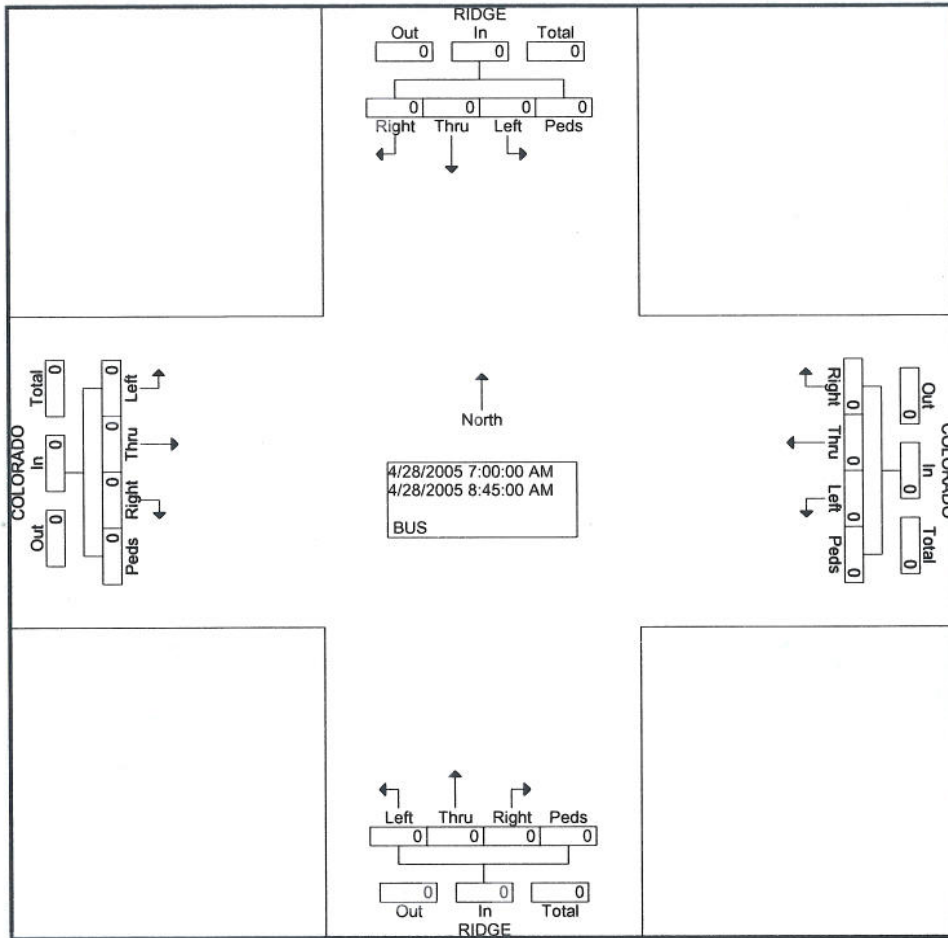 RIDGE
Out In Total
0 0 0
0 0 0 0
Right Thru Left Peds
COLORADO
Total In Out
0 0 0
0 0 0 0
Left Thru Right Peds
North
4/28/2005 7:00:00 AM
4/28/2005 8:45:00 AM
BUS
Right Thru Left Peds
0 0 0 0
Out In Total
0 0 0
COLORADO
Left Thru Right Peds
0 0 0 0
0 0 0
Out In Total
RIDGE